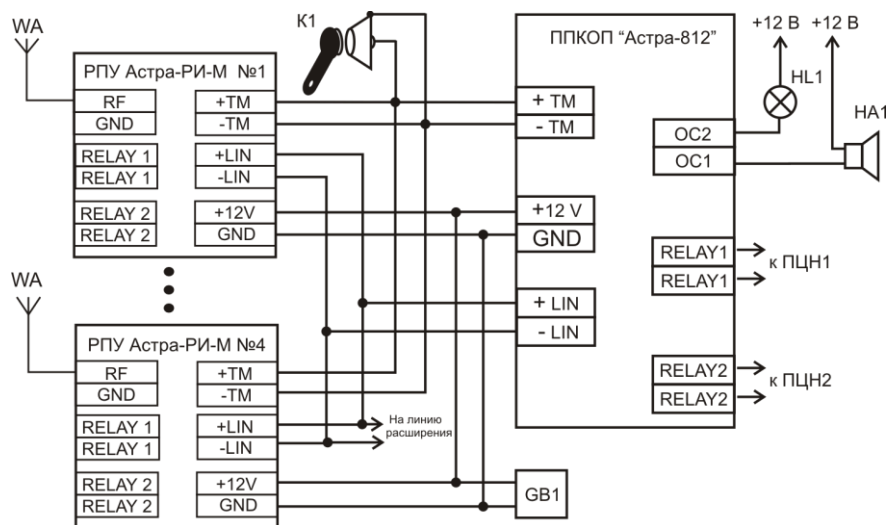 WA
РПУ Астра-РИ-М №1
RF
GND
RELAY 1
RELAY 1
RELAY 2
RELAY 2
+TM
-TM
+LIN
-LIN
+12V
GND
К1
ППКОП “Астра-812”
+ TM
- TM
+12 V
GND
+ LIN
- LIN
OC2
OC1
RELAY1
RELAY1
RELAY2
RELAY2
+12 В
+12 В
HL1
HA1
к ПЦН1
к ПЦН2
WA
РПУ Астра-РИ-М №4
RF
GND
RELAY 1
RELAY 1
RELAY 2
RELAY 2
+TM
-TM
+LIN
-LIN
+12V
GND
На линию
расширения
GB1